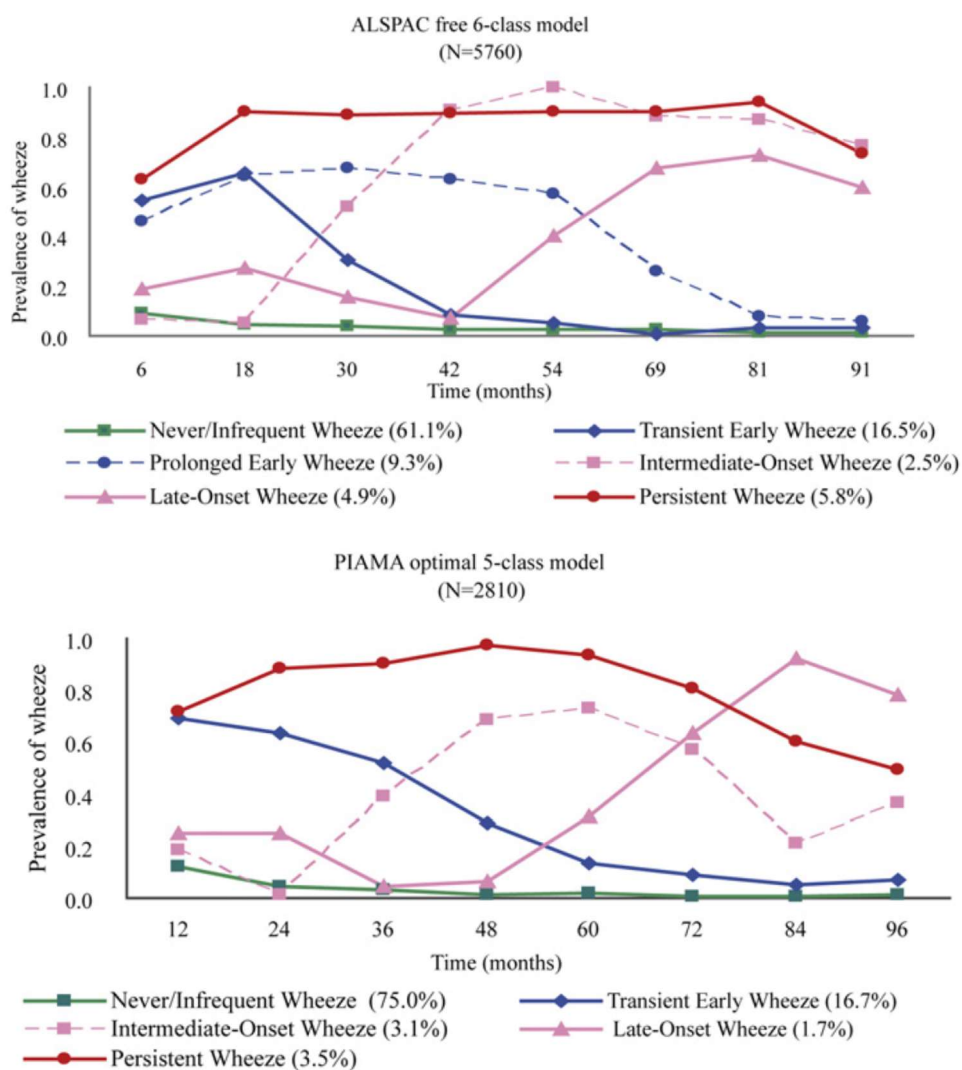 ALSPAC free 6-class model
(N=5760)
Prevalence of wheeze
1.0
0.8
0.6
0.4
0.2
0.0
6 18 30 42 54 69 81 91
Time (months)
Never/Infrequent Wheeze (61.1%) Transient Early Wheeze (16.5%)
Prolonged Early Wheeze (9.3%) Intermediate-Onset Wheeze (2.5%)
Late-Onset Wheeze (4.9%) Persistent Wheeze (5.8%)
PIAMA optimal 5-class model
(N=2810)
Prevalence of wheeze
1.0
0.8
0.6
0.4
0.2
0.0
12 24 36 48 60 72 84 96
Time (months)
Never/Infrequent Wheeze (75.0%) Transient Early Wheeze (16.7%)
Intermediate-Onset Wheeze (3.1%) Late-Onset Wheeze (1.7%)
Persistent Wheeze (3.5%)